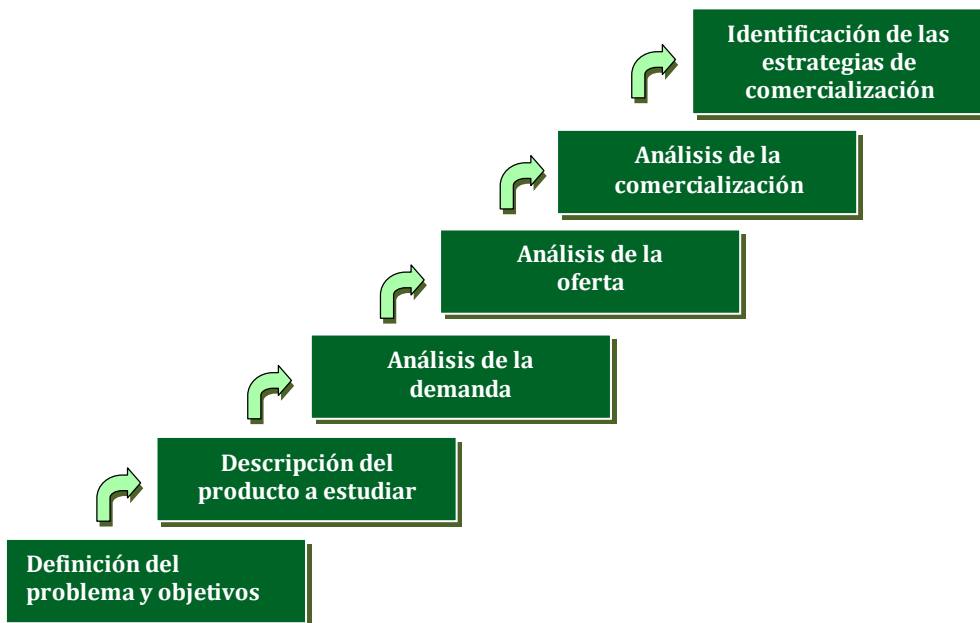 Identificación de las
estrategias de
comercialización
Análisis de la
comercialización
Análisis de la
oferta
Análisis de la
demanda
Descripción del
producto a estudiar
Definición del
problema y objetivos